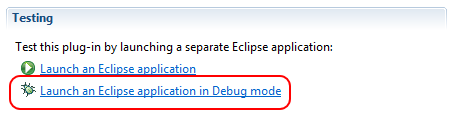 Testing
Test this plug-in by launching a separate Eclipse application:
Launch an Eclipse application
Launch an Eclipse application in Debug mode